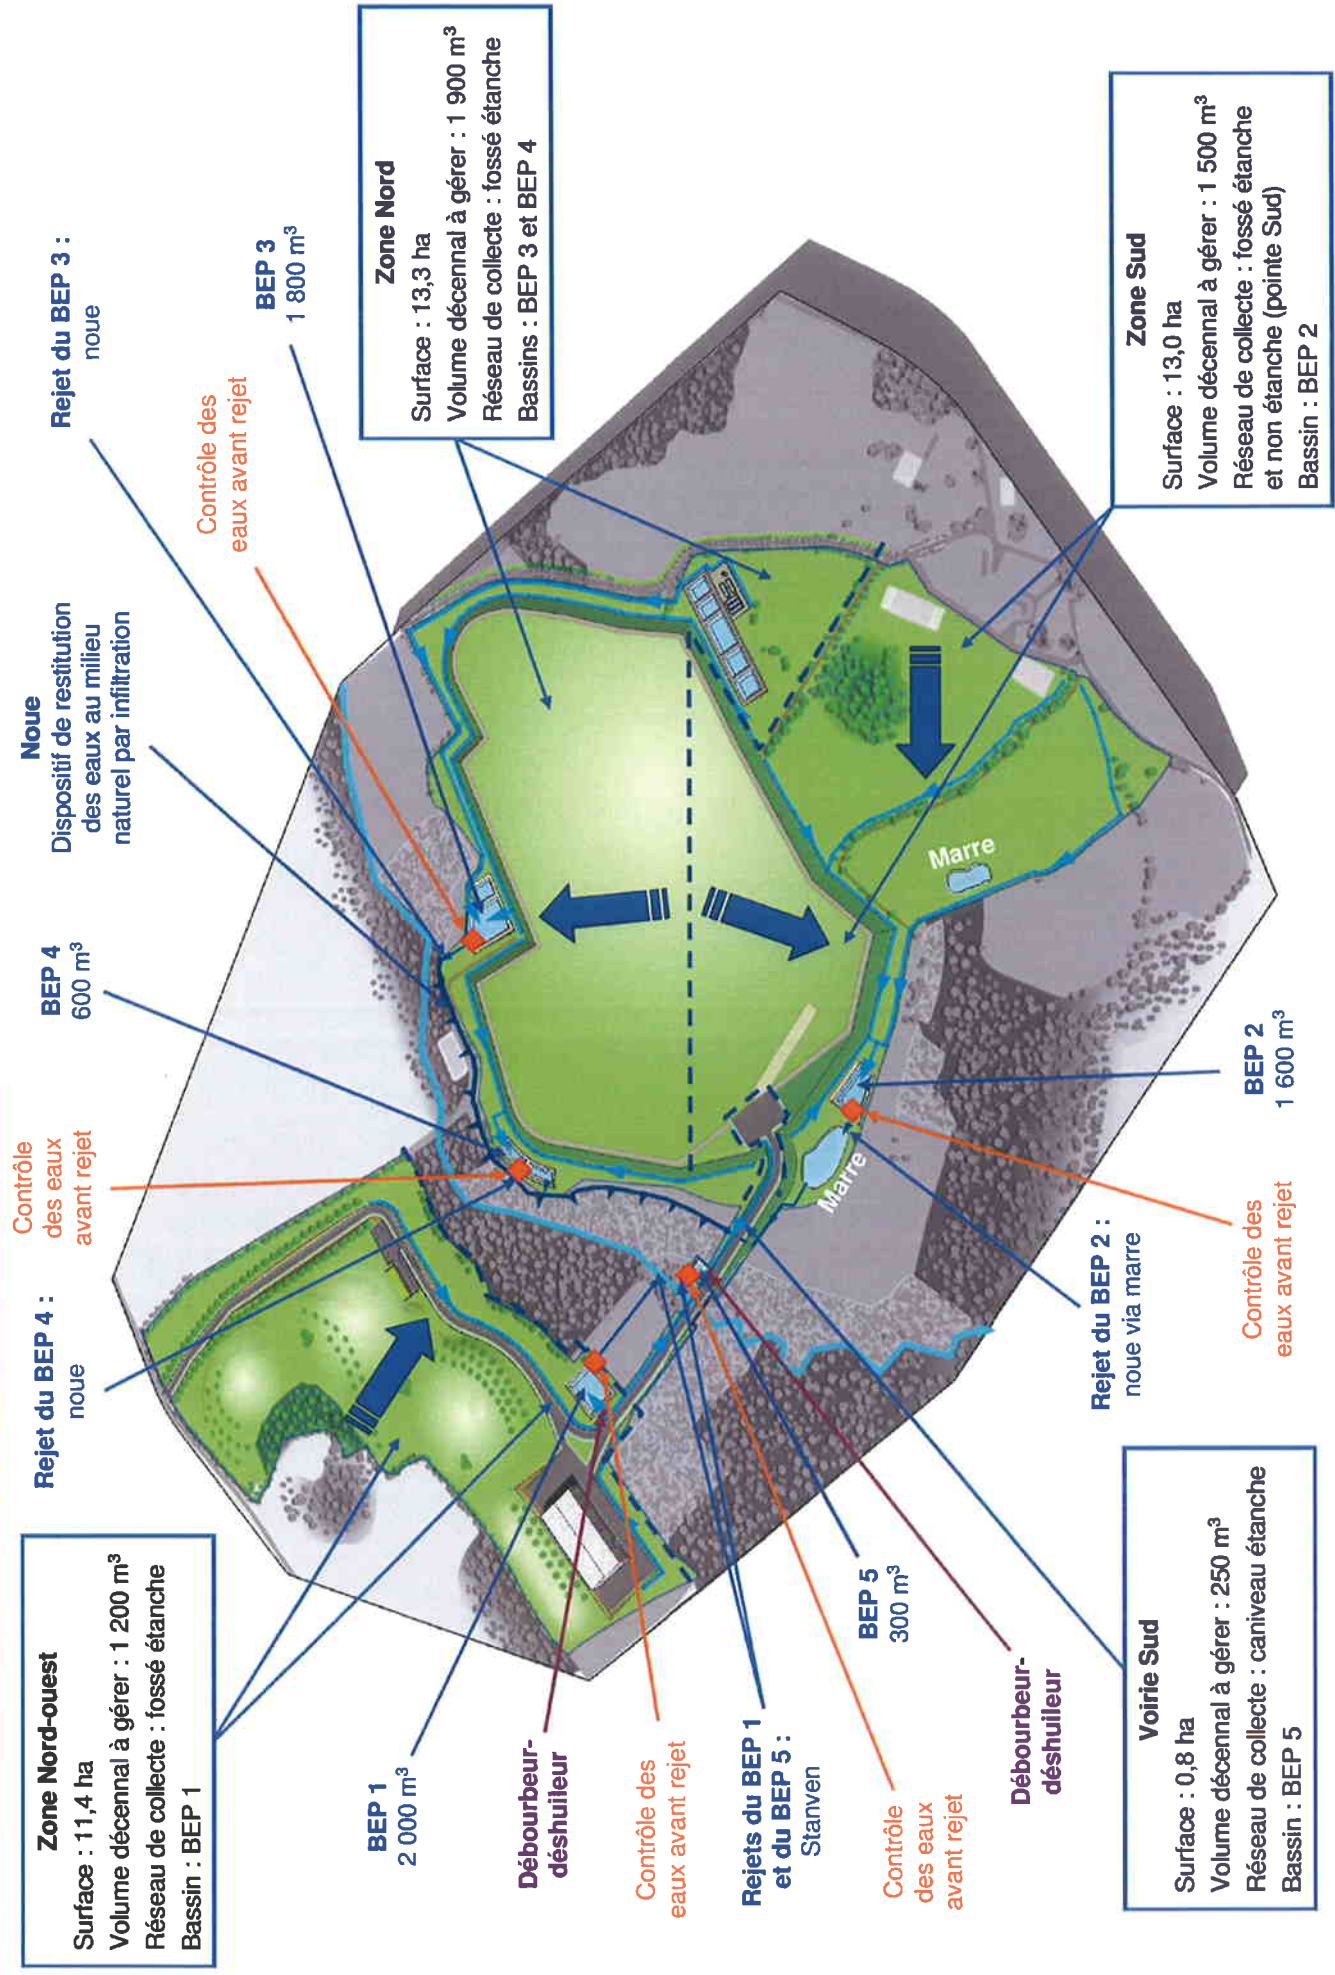 Zone Nord-ouest
Surface : 11,4 ha
Volume décennal à gérer : 1 200 m³
Réseau de collecte : fossé étanche
Bassin : BEP 1
Rejet du BEP 4 :
noue
Contrôle
des eaux
avant rejet
BEP 4
600 m³
Noue
Dispositif de restitution
des eaux au milieu
naturel par infiltration
Rejet du BEP 3 :
noue
Contrôle des
eaux avant rejet
BEP 3
1 800 m³
Zone Nord
Surface : 13,3 ha
Volume décennal à gérer : 1 900 m³
Réseau de collecte : fossé étanche
Bassins : BEP 3 et BEP 4
BEP 1
2 000 m³
Débourbeur-
déshuileur
Contrôle des
eaux avant rejet
Rejets du BEP 1
et du BEP 5 :
Stanven
Contrôle
des eaux
avant rejet
BEP 5
300 m³
Débourbeur-
déshuileur
Marre
Marre
Voirie Sud
Surface : 0,8 ha
Volume décennal à gérer : 250 m³
Réseau de collecte : caniveau étanche
Bassin : BEP 5
Rejet du BEP 2 :
noue via marre
Contrôle des
eaux avant rejet
BEP 2
1 600 m³
Zone Sud
Surface : 13,0 ha
Volume décennal à gérer : 1 500 m³
Réseau de collecte : fossé étanche
et non étanche (pointe Sud)
Bassin : BEP 2